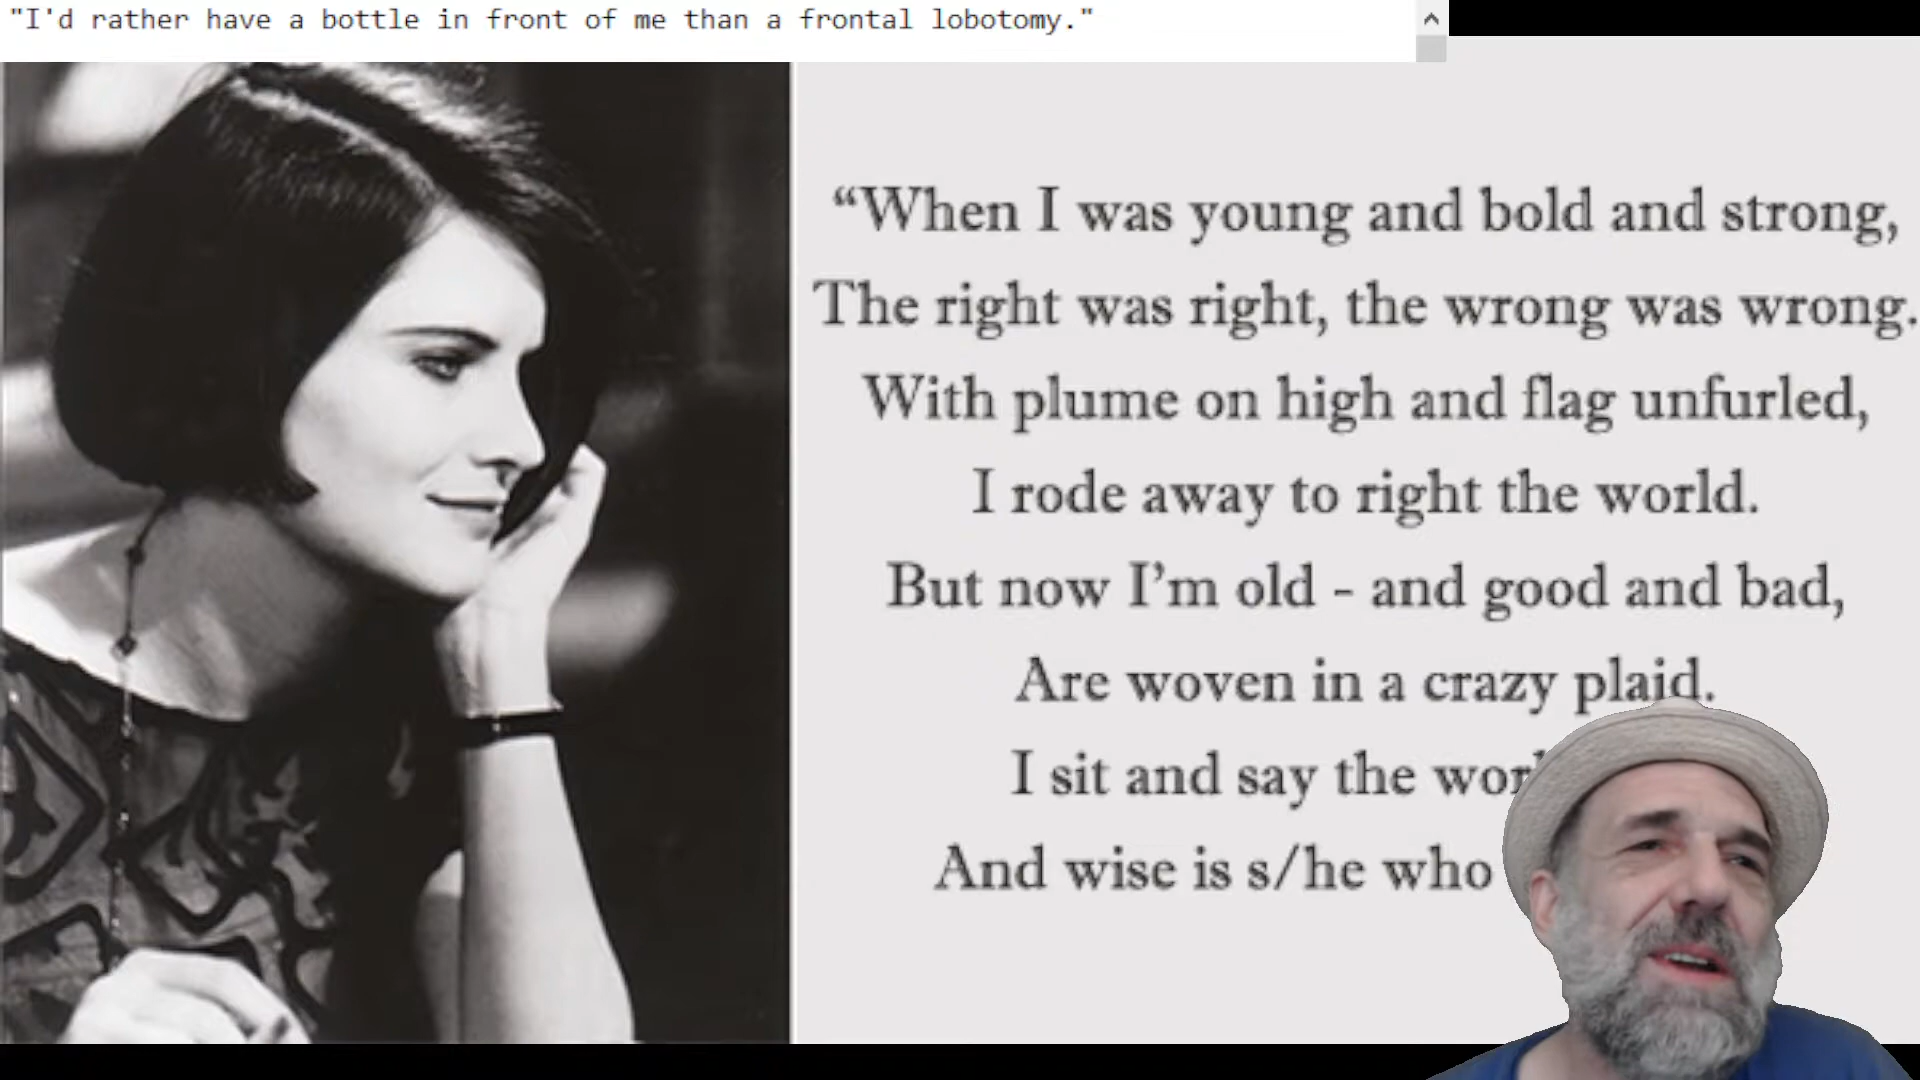 "I'd rather have a bottle in front of me than a frontal lobotomy."
“When I was young and bold and strong,
The right was right, the wrong was wrong.
With plume on high and flag unfurled,
I rode away to right the world.
But now I’m old - and good and bad,
Are woven in a crazy plaid.
I sit and say the
And wise is s/he who